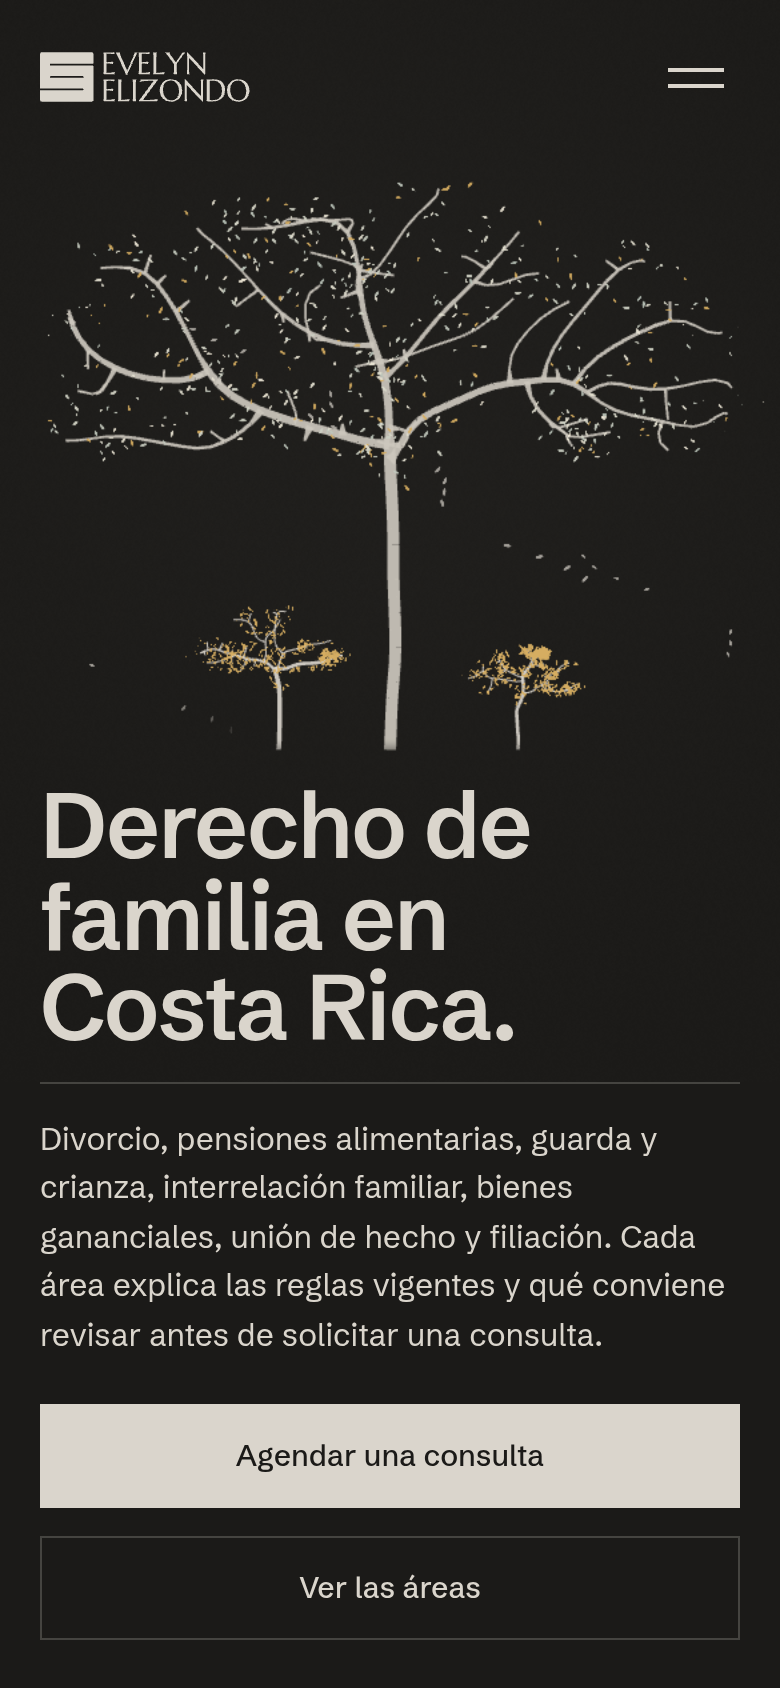 EVELYN
ELIZONDO
Derecho de
familia en
Costa Rica.
Divorcio, pensiones alimentarias, guarda y
crianza, interrelación familiar, bienes
gananciales, unión de hecho y filiación. Cada
área explica las reglas vigentes y qué conviene
revisar antes de solicitar una consulta.
Agendar una consulta
Ver las áreas